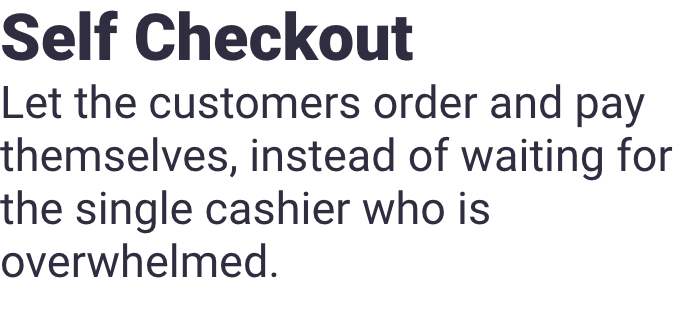 Self Checkout
Let the customers order and pay
themselves, instead of waiting for
the single cashier who is
overwhelmed.